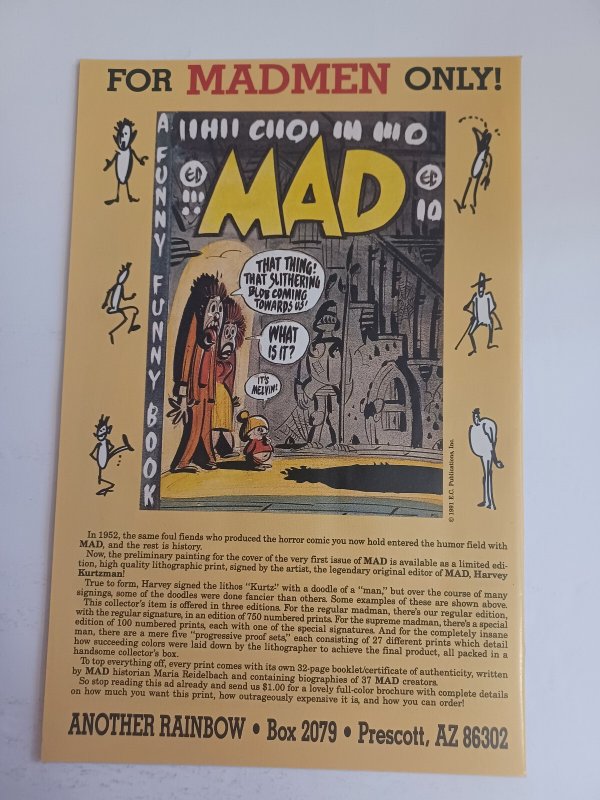 FOR MADMEN ONLY!
A FUNNY FUNNY BOOK
EC
MAD
EC
10
THAT THING!
THAT SLITHERING
BLOB COMING
TOWARDS US!
WHAT
IS IT?
IT'S
MELVIN!
© 1991 E.C. Publications, Inc.
In 1952, the same foul fiends who produced the horror comic you now hold entered the humor field with
MAD, and the rest is history.
Now, the preliminary painting for the cover of the very first issue of MAD is available as a limited edi-
tion, high quality lithographic print, signed by the artist, the legendary original editor of MAD, Harvey
Kurtzman!
True to form, Harvey signed the lithos "Kurtz" with a doodle of a "man," but over the course of many
signings, some of the doodles were done fancier than others. Some examples of these are shown above.
This collector's item is offered in three editions. For the regular madman, there's our regular edition,
with the regular signature, in an edition of 750 numbered prints. For the supreme madman, there's a special
edition of 100 numbered prints, each with one of the special signatures. And for the completely insane
man, there are a mere five "progressive proof sets," each consisting of 27 different prints which detail
how succeeding colors were laid down by the lithographer to achieve the final product, all packed in a
handsome collector's box.
To top everything off, every print comes with its own 32-page booklet/certificate of authenticity, written
by MAD historian Maria Reidelbach and containing biographies of 37 MAD creators.
So stop reading this ad already and send us $1.00 for a lovely full-color brochure with complete details
on how much you want this print, how outrageously expensive it is, and how you can order!
ANOTHER RAINBOW • Box 2079 • Prescott, AZ 86302